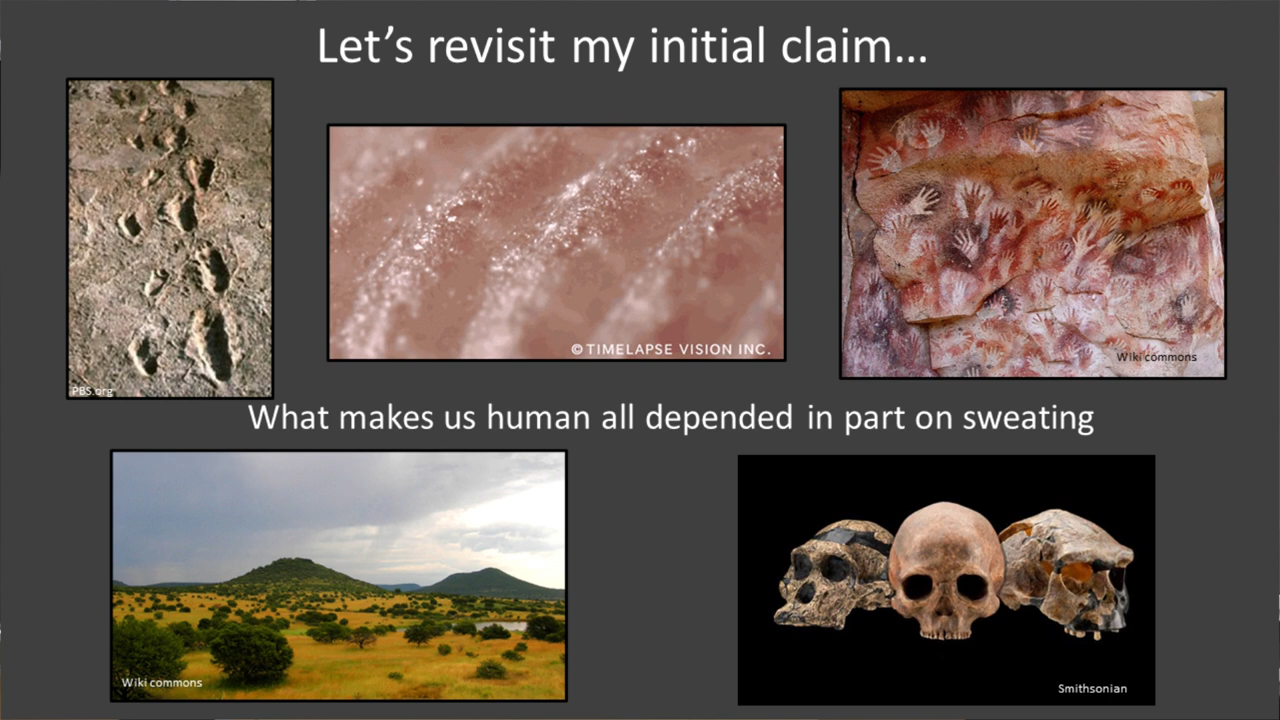 Let's revisit my initial claim...
PBS.org
©TIMELAPSE VISION INC.
Wiki commons
What makes us human all depended in part on sweating
Wiki commons
Smithsonian